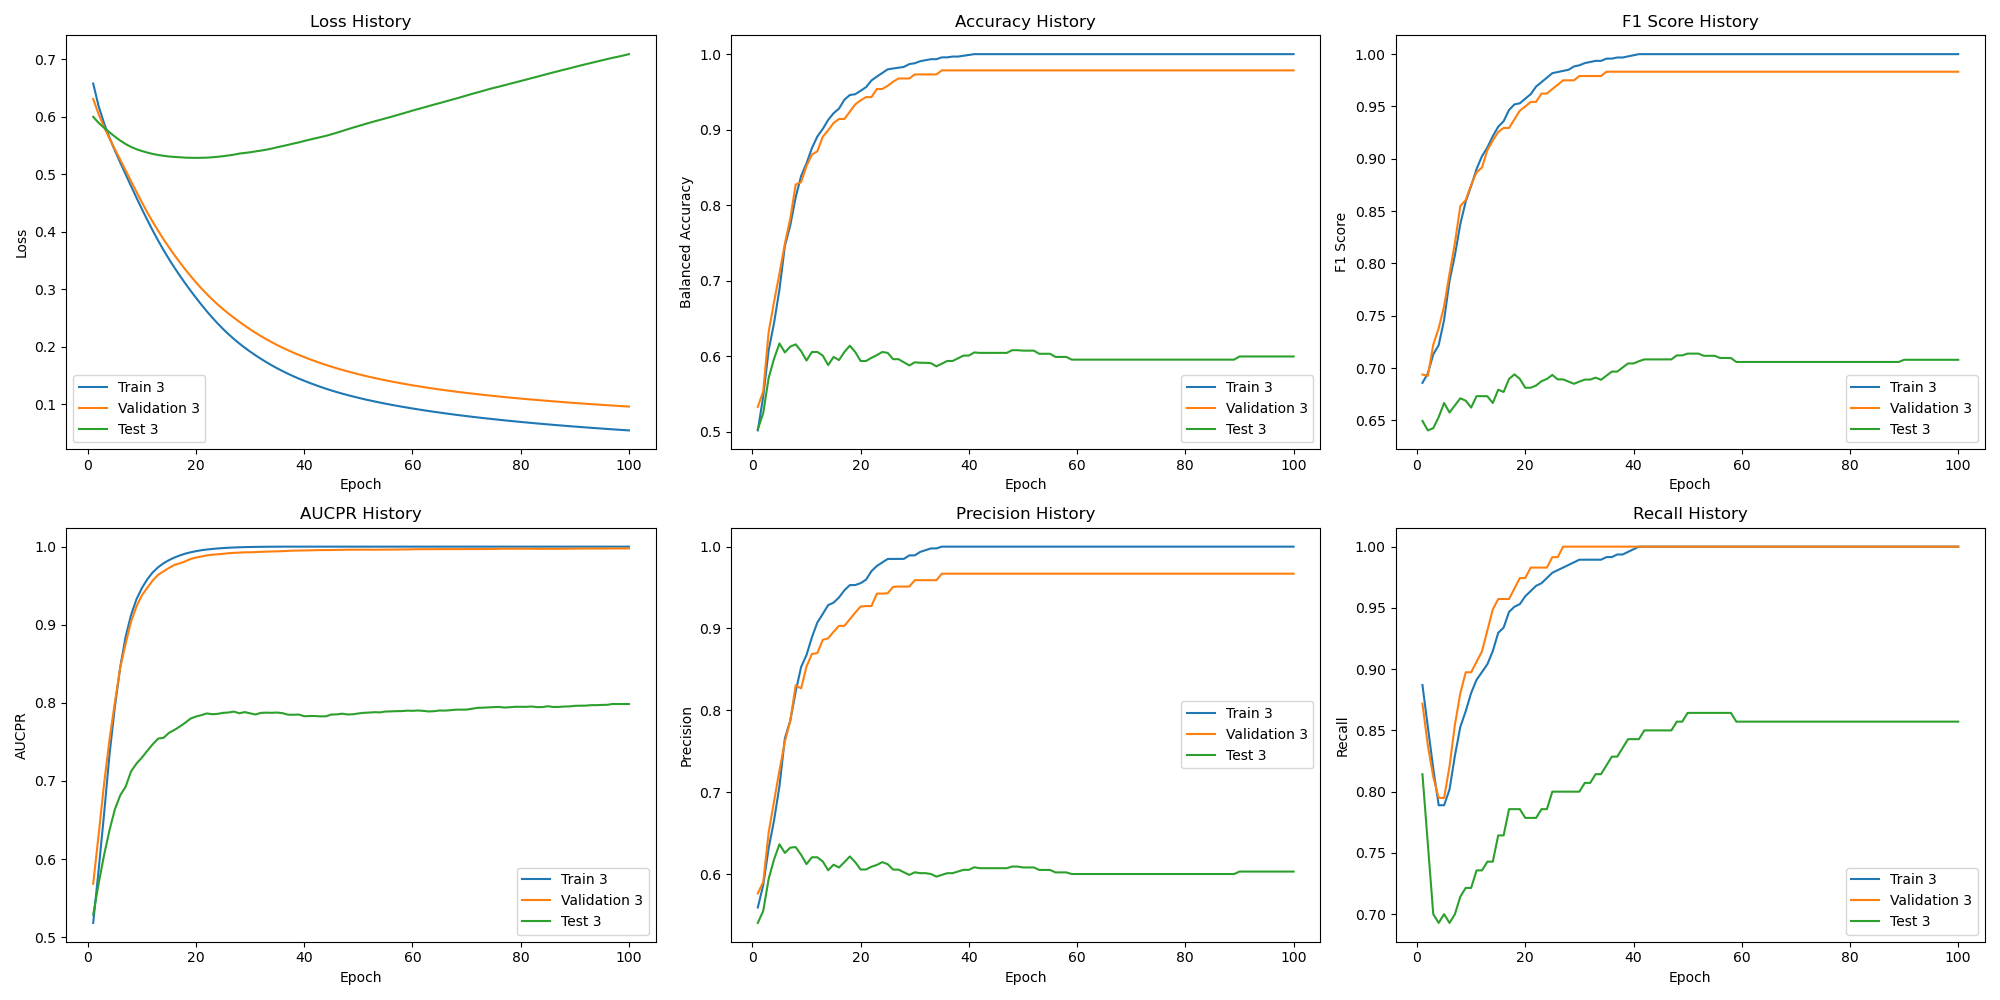 Loss History
Loss
0.7
0.6
0.5
0.4
0.3
0.2
0.1
Train 3
Validation 3
Test 3
0 20 40 60 80 100
Epoch
Accuracy History
Balanced Accuracy
1.0
0.9
0.8
0.7
0.6
0.5
Train 3
Validation 3
Test 3
0 20 40 60 80 100
Epoch
F1 Score History
F1 Score
1.00
0.95
0.90
0.85
0.80
0.75
0.70
0.65
Train 3
Validation 3
Test 3
0 20 40 60 80 100
Epoch
AUCPR History
AUCPR
1.0
0.9
0.8
0.7
0.6
0.5
Train 3
Validation 3
Test 3
0 20 40 60 80 100
Epoch
Precision History
Precision
1.0
0.9
0.8
0.7
0.6
Train 3
Validation 3
Test 3
0 20 40 60 80 100
Epoch
Recall History
Recall
1.00
0.95
0.90
0.85
0.80
0.75
0.70
Train 3
Validation 3
Test 3
0 20 40 60 80 100
Epoch